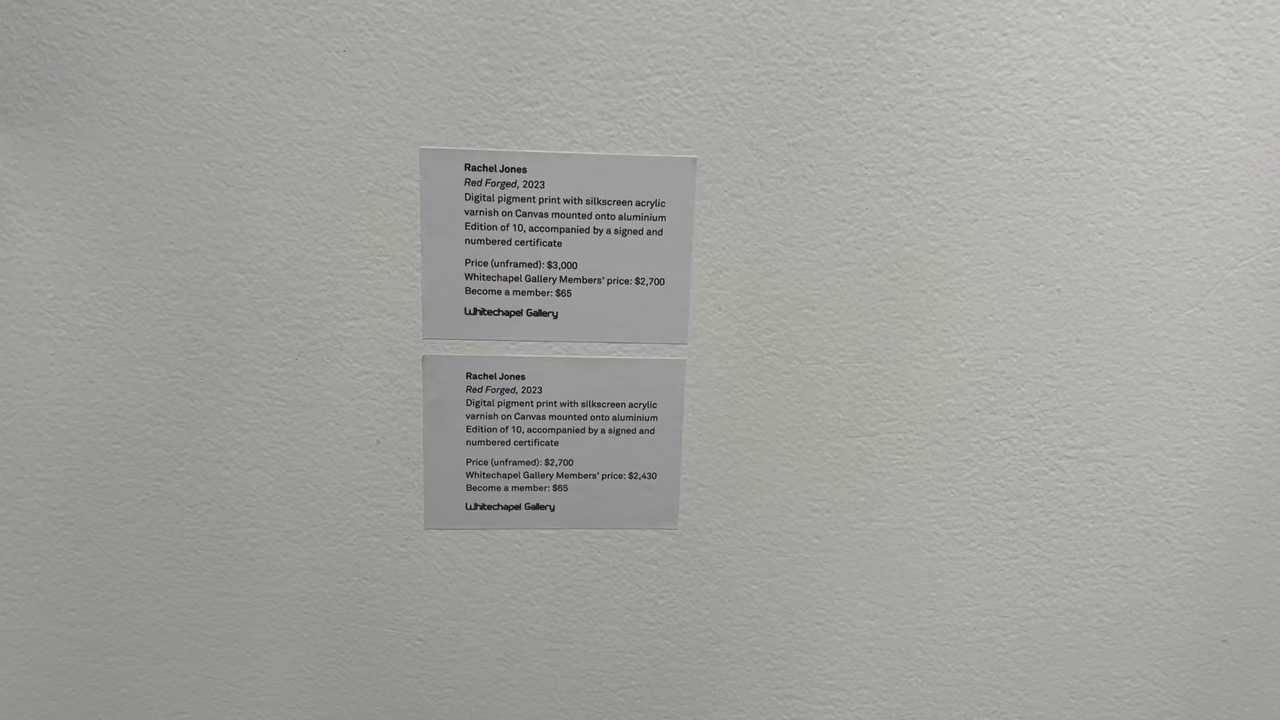 Rachel Jones
Red Forged, 2023
Digital pigment print with silkscreen acrylic
varnish on Canvas mounted onto aluminium
Edition of 10, accompanied by a signed and
numbered certificate
Price (unframed): $3,000
Whitechapel Gallery Members' price: $2,700
Become a member: $65
Whitechapel Gallery
Rachel Jones
Red Forged, 2023
Digital pigment print with silkscreen acrylic
varnish on Canvas mounted onto aluminium
Edition of 10, accompanied by a signed and
numbered certificate
Price (unframed): $2,700
Whitechapel Gallery Members' price: $2,430
Become a member: $65
Whitechapel Gallery